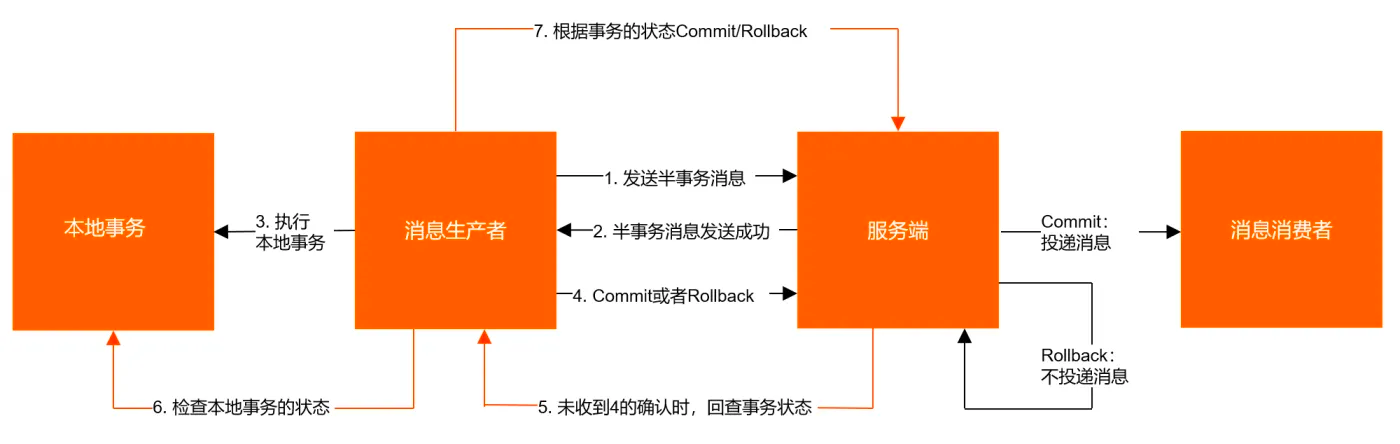 7. 根据事务的状态Commit/Rollback
本地事务
3. 执行
本地事务
消息生产者
1. 发送半事务消息
2. 半事务消息发送成功
4. Commit或者Rollback
服务端
Commit：
投递消息
消息消费者
Rollback：
不投递消息
6. 检查本地事务的状态
5. 未收到4的确认时，回查事务状态